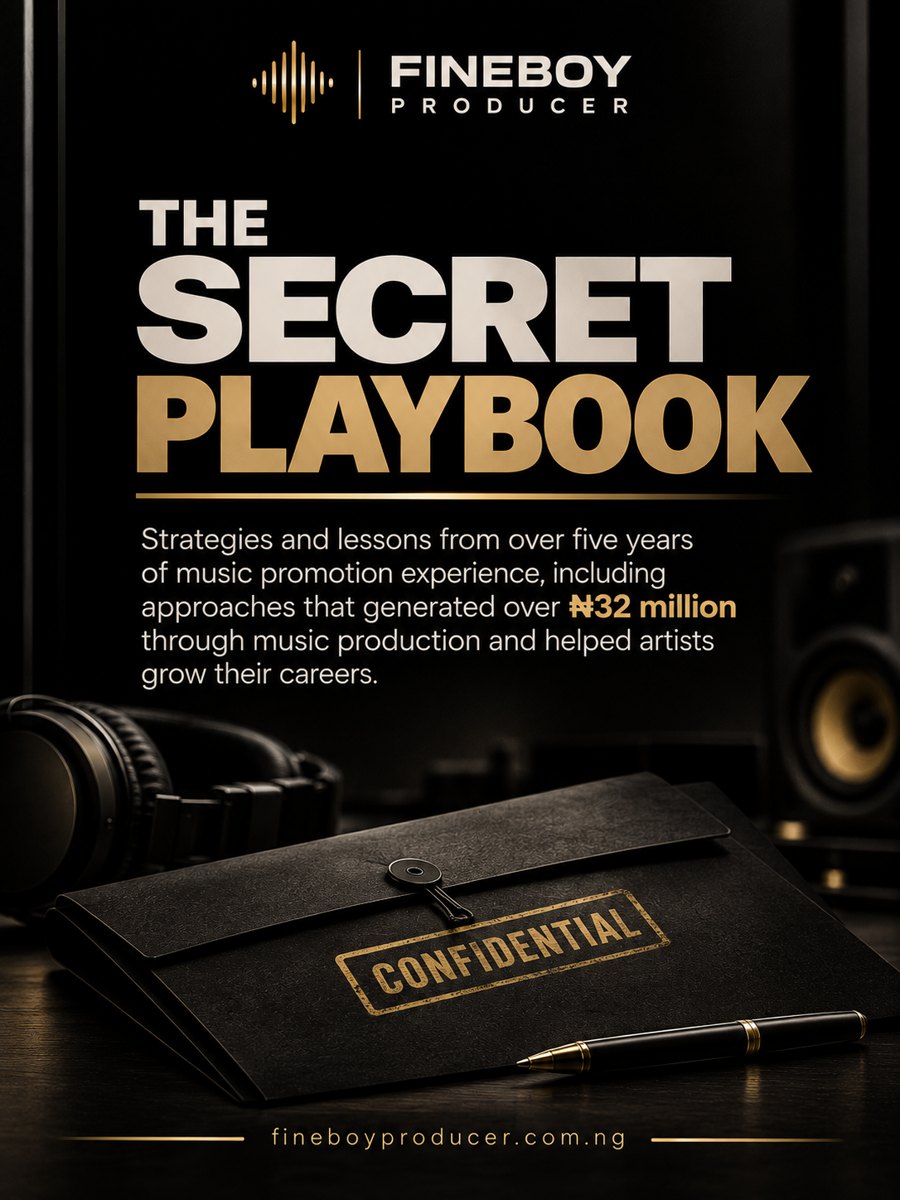 FINEBOY
PRODUCER
THE
SECRET
PLAYBOOK
Strategies and lessons from over five years
of music promotion experience, including
approaches that generated over ₦32 million
through music production and helped artists
grow their careers.
CONFIDENTIAL
fineboyproducer.com.ng